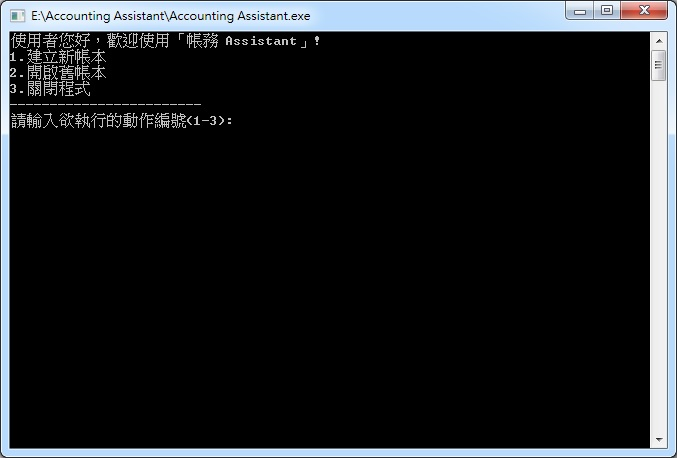 E:\Accounting Assistant\Accounting Assistant.exe
使用者您好，歡迎使用「帳務 Assistant」!
1.建立新帳本
2.開啟舊帳本
3.關閉程式
------------------------
請輸入欲執行的動作編號(1-3):